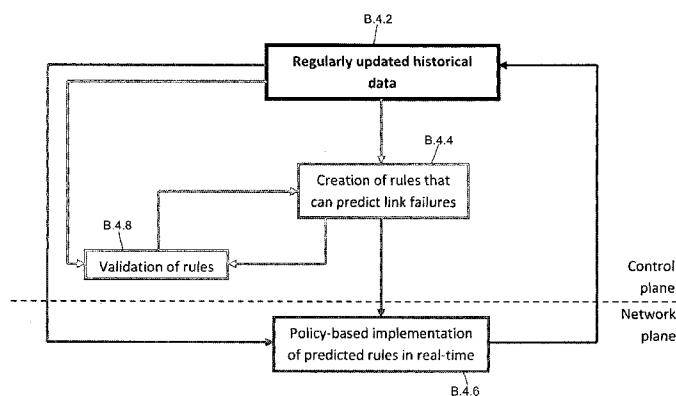 B.4.2
Regularly updated historical
data
B.4.4
Creation of rules that
can predict link failures
B.4.8
Validation of rules
Control
plane
Network
plane
Policy-based implementation
of predicted rules in real-time
B.4.6